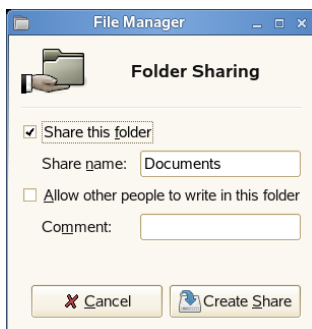 File Manager
Folder Sharing
Share this folder
Share name: Documents
Allow other people to write in this folder
Comment:
Cancel Create Share